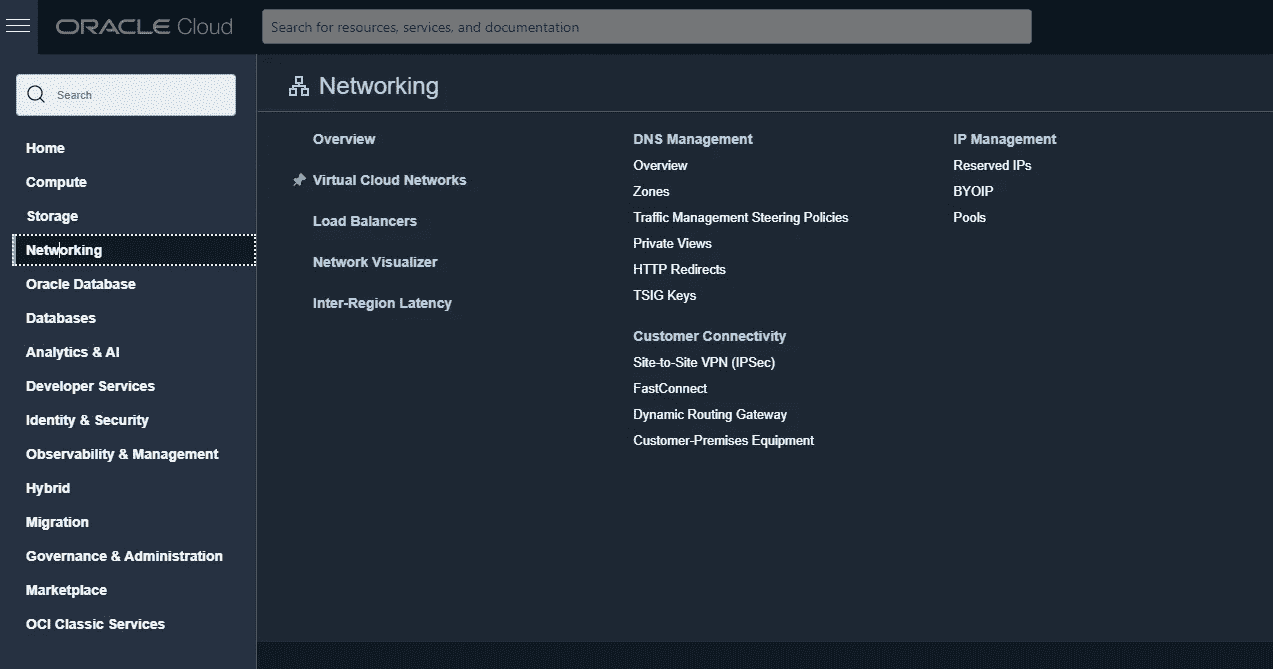 ORACLE Cloud
Search for resources, services, and documentation
Search
Home
Compute
Storage
Networking
Oracle Database
Databases
Analytics & AI
Developer Services
Identity & Security
Observability & Management
Hybrid
Migration
Governance & Administration
Marketplace
OCI Classic Services
Networking
Overview
Virtual Cloud Networks
Load Balancers
Network Visualizer
Inter-Region Latency
DNS Management
Overview
Zones
Traffic Management Steering Policies
Private Views
HTTP Redirects
TSIG Keys
Customer Connectivity
Site-to-Site VPN (IPSec)
FastConnect
Dynamic Routing Gateway
Customer-Premises Equipment
IP Management
Reserved IPs
BYOIP
Pools